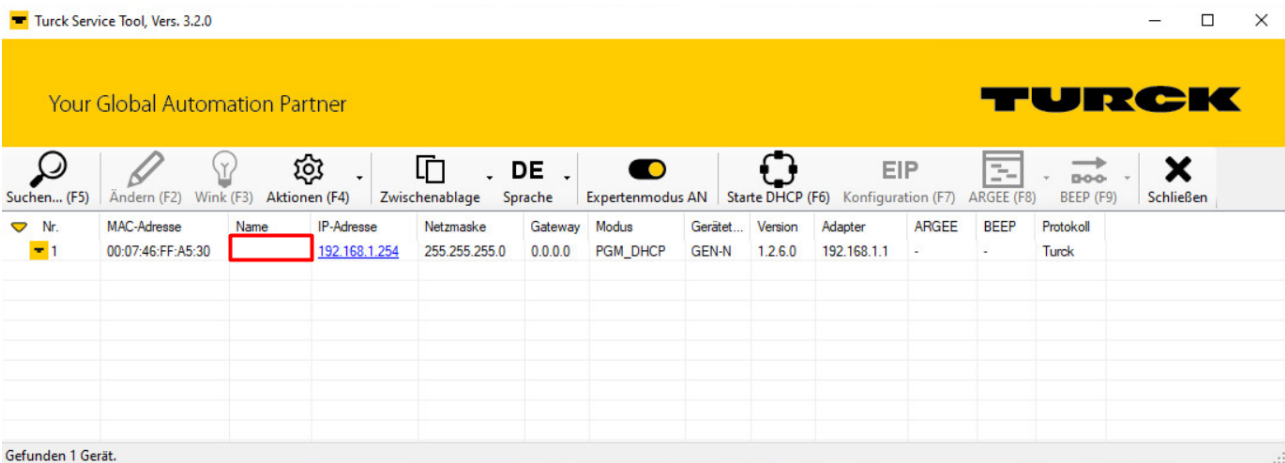 Turck Service Tool, Vers. 3.2.0
Your Global Automation Partner
TURCK
Suchen... (F5) Ändern (F2) Wink (F3) Aktionen (F4) Zwischenablage DE Sprache Expertenmodus AN Starte DHCP (F6) EIP Konfiguration (F7) ARGEE (F8) BEEP (F9) Schließen
Nr. MAC-Adresse Name IP-Adresse Netzmaske Gateway Modus Gerätet... Version Adapter ARGEE BEEP Protokoll
1 00:07:46:FF:A5:30 192.168.1.254 255.255.255.0 0.0.0.0 PGM_DHCP GEN-N 1.2.6.0 192.168.1.1 - - Turck
Gefunden 1 Gerät.